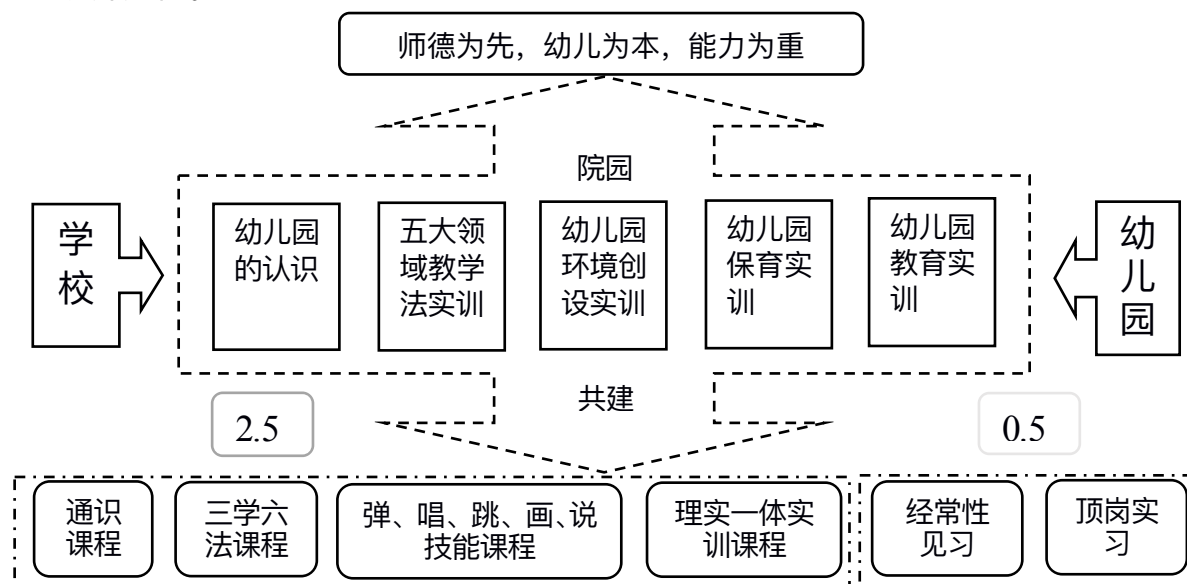 师德为先，幼儿为本，能力为重
院园
学
校
幼儿园
的认识
五大领
域教学
法实训
幼儿园
环境创
设实训
幼儿园
保育实
训
幼儿园
教育实
训
幼
儿
园
共建
2.5
0.5
通识
课程
三学六
法课程
弹、唱、跳、画、说
技能课程
理实一体实
训课程
经常性
见习
顶岗实
习